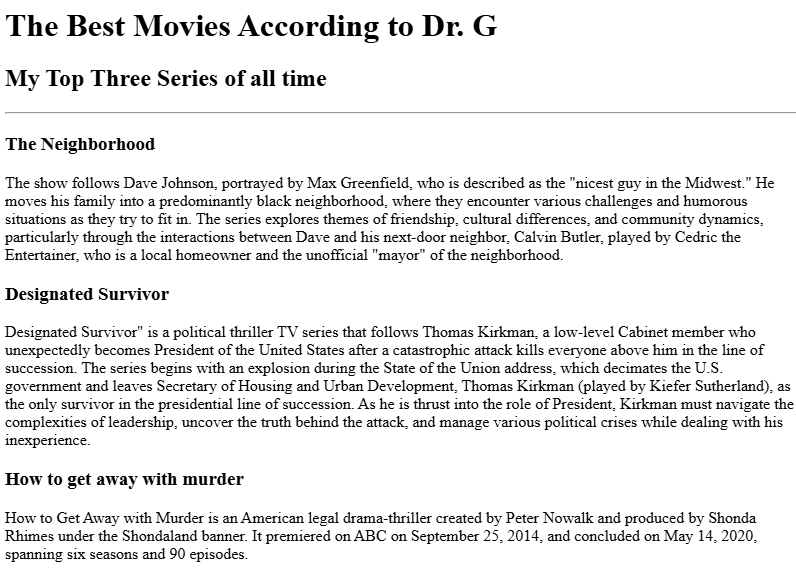 The Best Movies According to Dr. G
My Top Three Series of all time
The Neighborhood
The show follows Dave Johnson, portrayed by Max Greenfield, who is described as the "nicest guy in the Midwest." He
moves his family into a predominantly black neighborhood, where they encounter various challenges and humorous
situations as they try to fit in. The series explores themes of friendship, cultural differences, and community dynamics,
particularly through the interactions between Dave and his next-door neighbor, Calvin Butler, played by Cedric the
Entertainer, who is a local homeowner and the unofficial "mayor" of the neighborhood.
Designated Survivor
Designated Survivor" is a political thriller TV series that follows Thomas Kirkman, a low-level Cabinet member who
unexpectedly becomes President of the United States after a catastrophic attack kills everyone above him in the line of
succession. The series begins with an explosion during the State of the Union address, which decimates the U.S.
government and leaves Secretary of Housing and Urban Development, Thomas Kirkman (played by Kiefer Sutherland), as
the only survivor in the presidential line of succession. As he is thrust into the role of President, Kirkman must navigate the
complexities of leadership, uncover the truth behind the attack, and manage various political crises while dealing with his
inexperience.
How to get away with murder
How to Get Away with Murder is an American legal drama-thriller created by Peter Nowalk and produced by Shonda
Rhimes under the Shondaland banner. It premiered on ABC on September 25, 2014, and concluded on May 14, 2020,
spanning six seasons and 90 episodes.